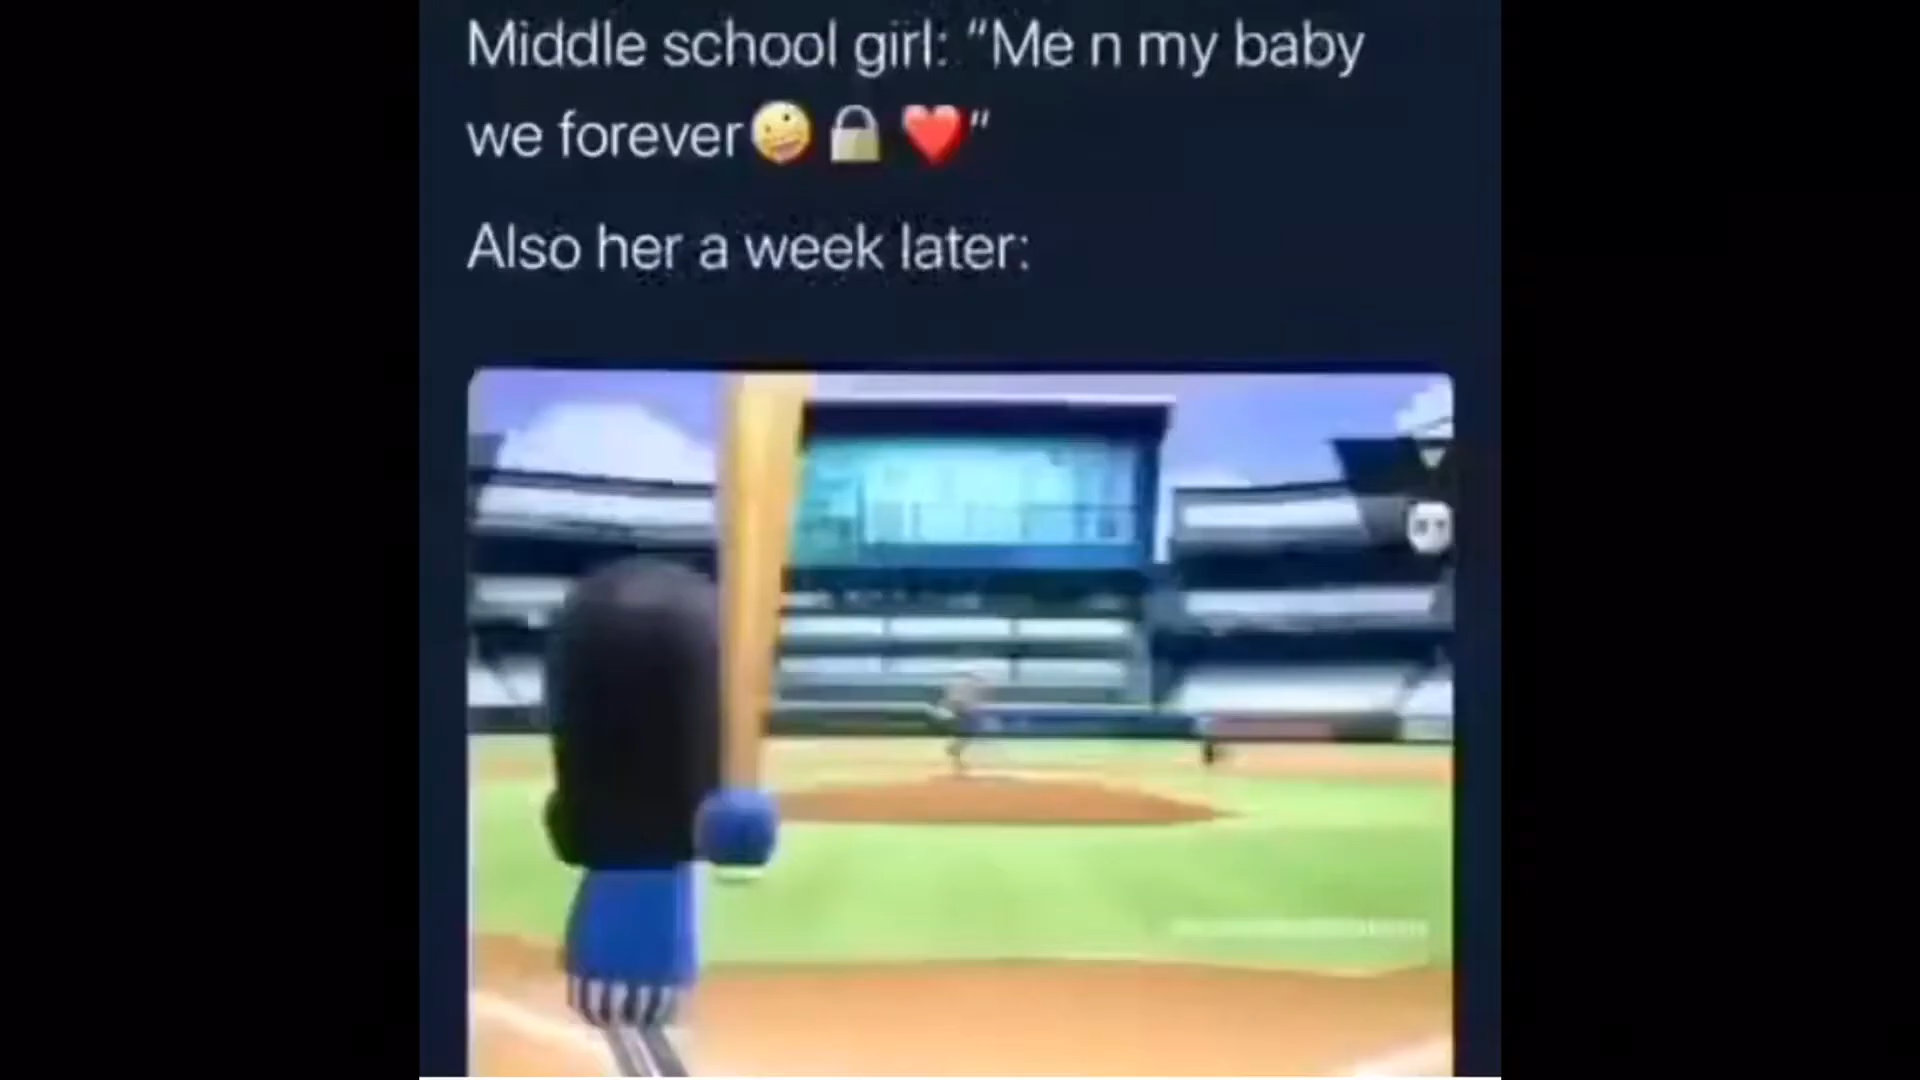 Middle school girl: “Me n my baby
we forever🤪🔒❤️“
Also her a week later: